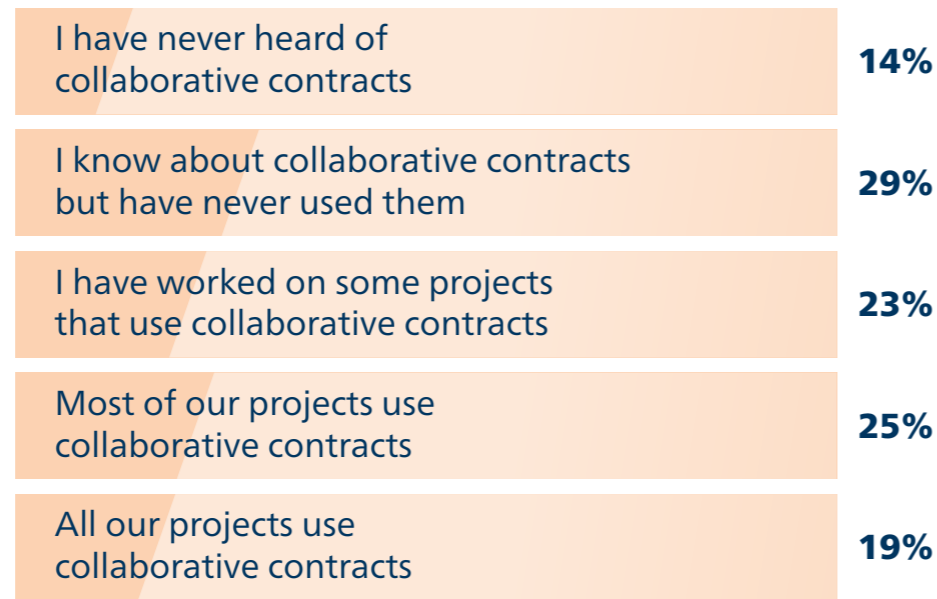 I have never heard of
collaborative contracts
14%
I know about collaborative contracts
but have never used them
29%
I have worked on some projects
that use collaborative contracts
23%
Most of our projects use
collaborative contracts
25%
All our projects use
collaborative contracts
19%